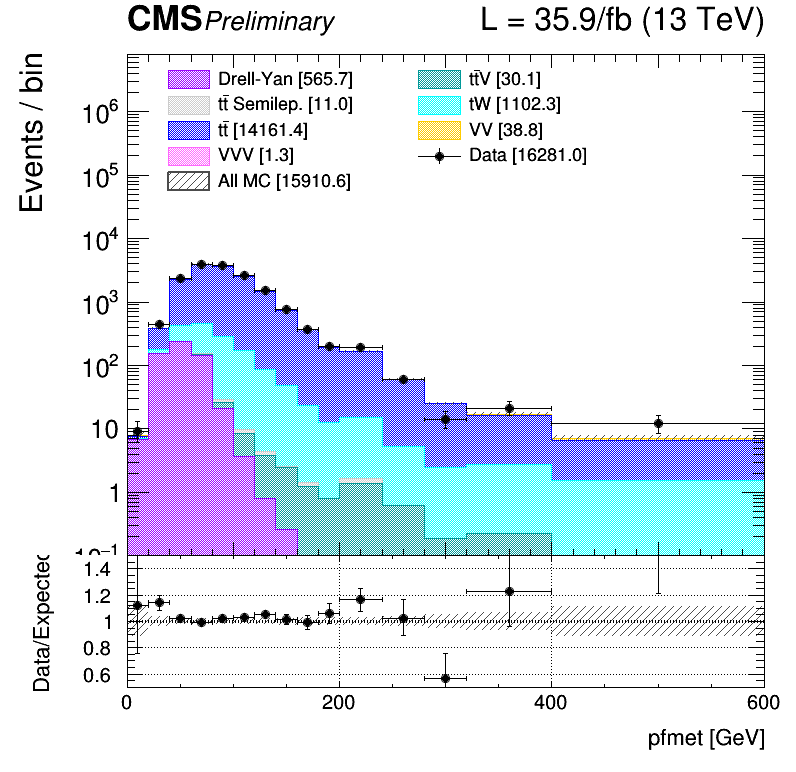 CMS Preliminary L = 35.9/fb (13 TeV)
Events / bin
Drell-Yan [565.7]
tt̄ Semilep. [11.0]
tt̄ [14161.4]
VVV [1.3]
All MC [15910.6]
tt̄V [30.1]
tW [1102.3]
VV [38.8]
Data [16281.0]
10⁶
10⁵
10⁴
10³
10²
10
1
10⁻¹
Data/Expected
1.4
1.2
1
0.8
0.6
0 200 400 600
pfmet [GeV]